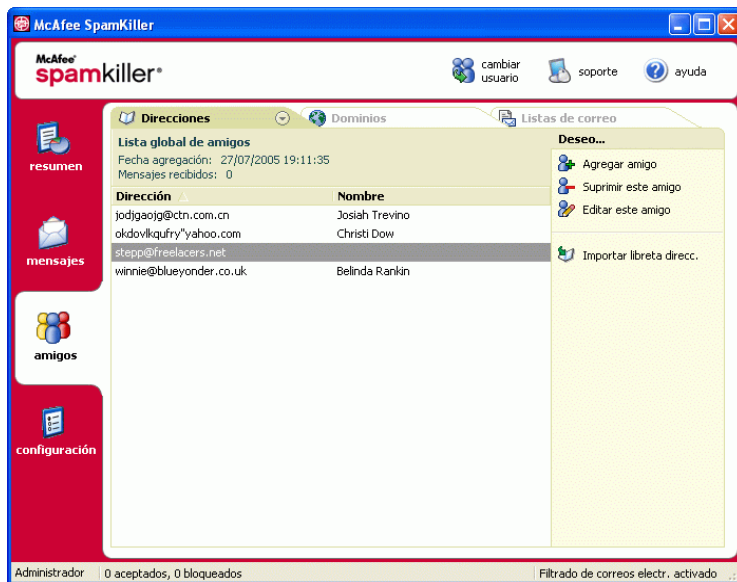 McAfee SpamKiller
McAfee®
spamkiller®
cambiar
usuario
soporte
ayuda
resumen
mensajes
amigos
configuración
Direcciones
Dominios
Listas de correo
Lista global de amigos
Fecha agregación: 27/07/2005 19:11:35
Mensajes recibidos: 0
Dirección Nombre
jodjgaojg@ctn.com.cn Josiah Trevino
okdovlkqufry"yahoo.com Christi Dow
stepp@freelacers.net
winnie@blueyonder.co.uk Belinda Rankin
Deseo...
Agregar amigo
Suprimir este amigo
Editar este amigo
Importar libreta direcc.
Administrador 0 aceptados, 0 bloqueados Filtrado de correos electr. activado